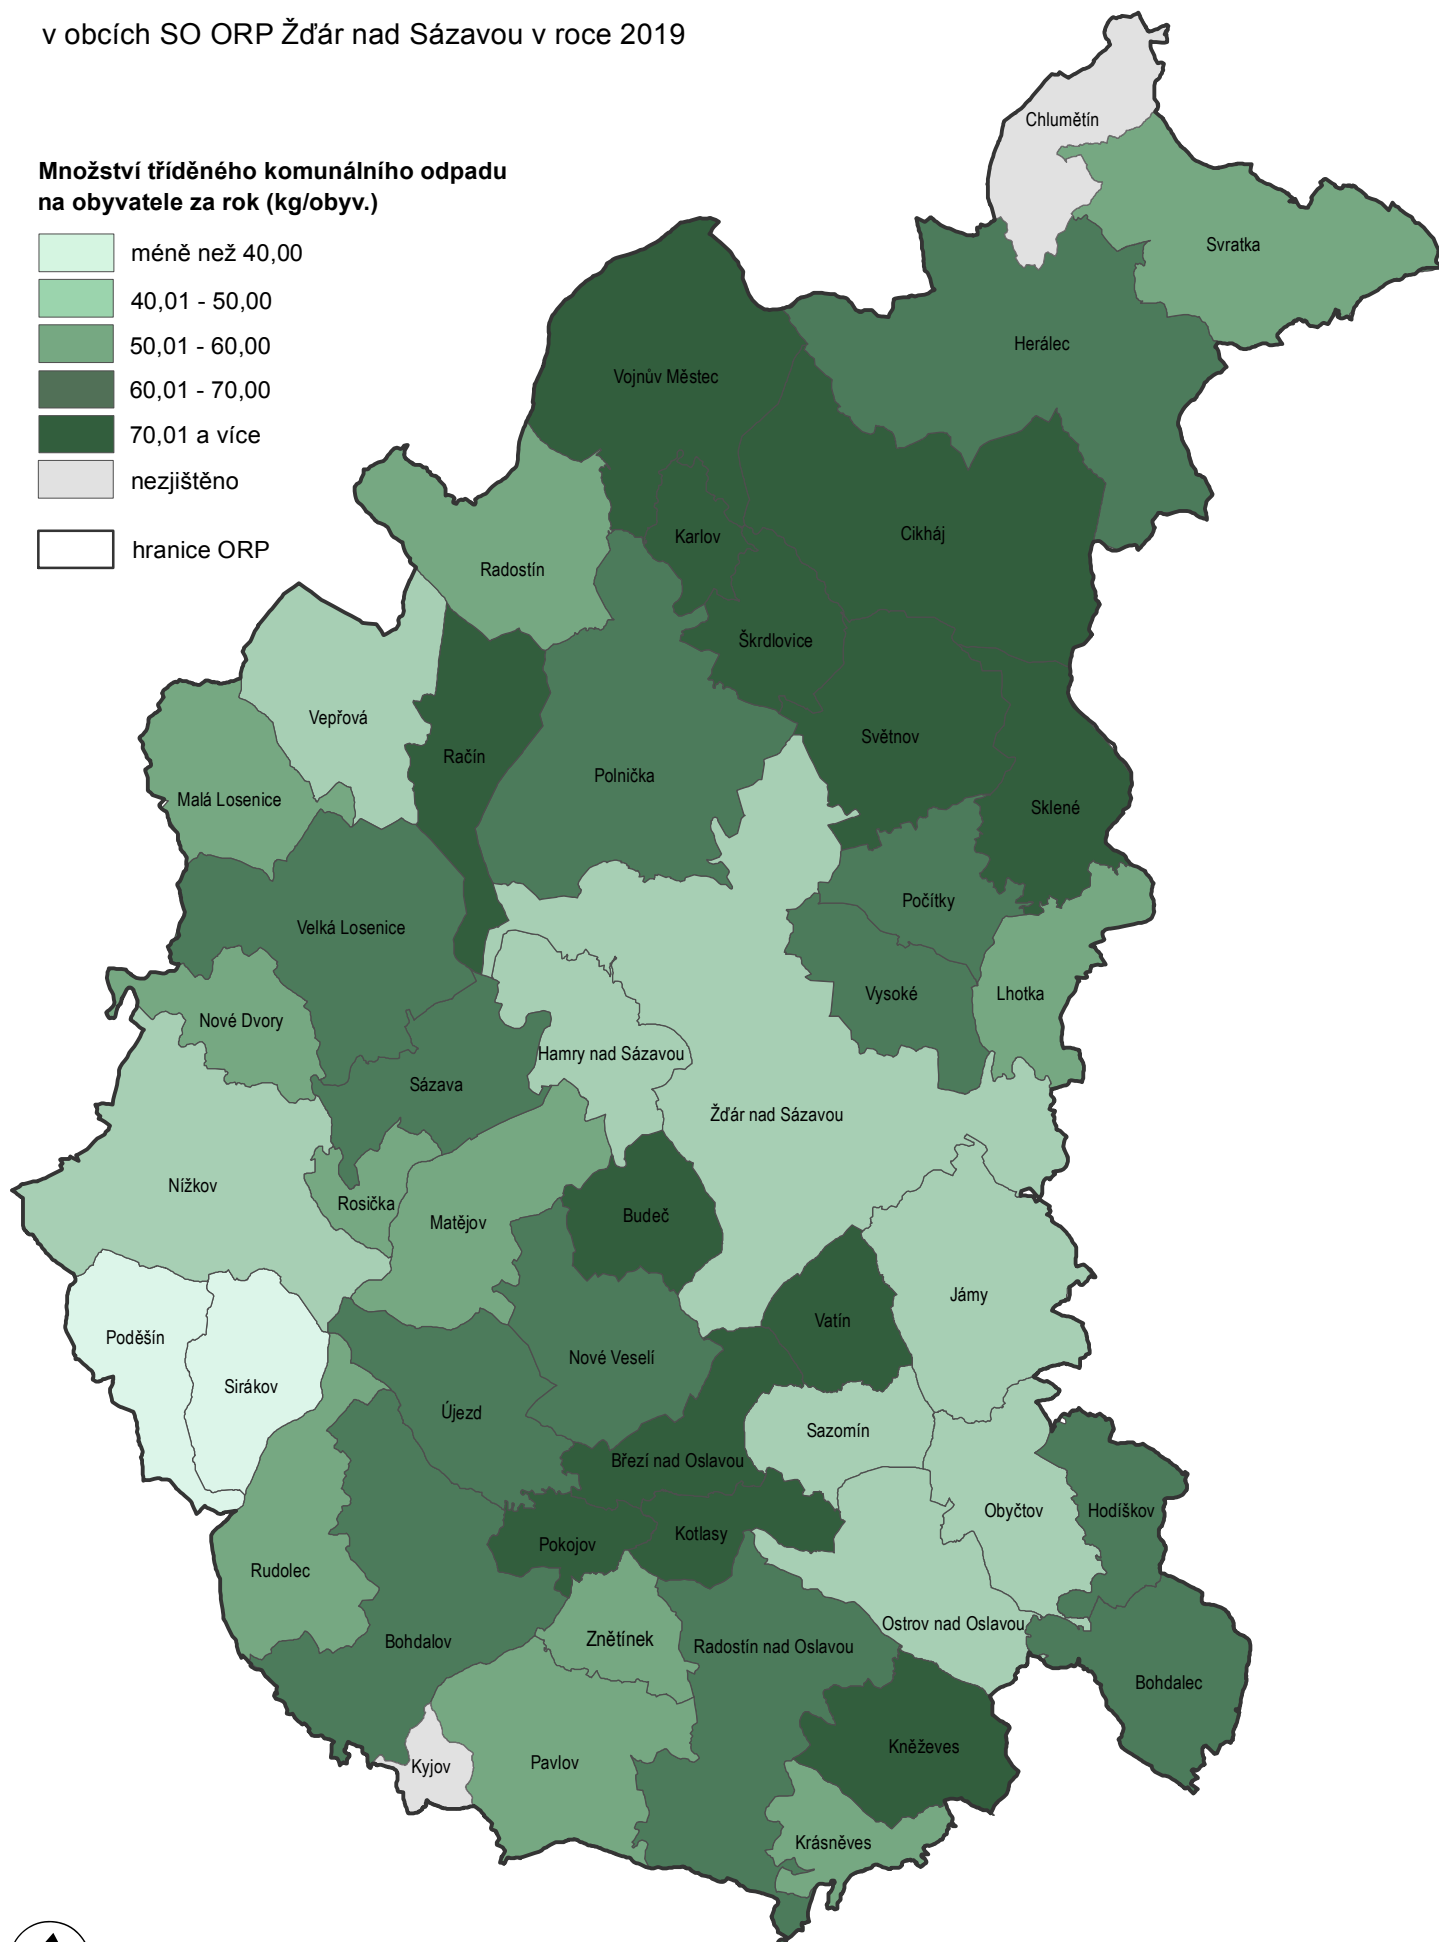 v obcích SO ORP Žďár nad Sázavou v roce 2019
Množství tříděného komunálního odpadu
na obyvatele za rok (kg/obyv.)
méně než 40,00
40,01 - 50,00
50,01 - 60,00
60,01 - 70,00
70,01 a více
nezjištěno
hranice ORP
Chlumětín
Svratka
Herálec
Vojnův Městec
Cikháj
Karlov
Radostín
Škrdlovice
Vepřová
Světnov
Račín
Polnička
Malá Losenice
Sklené
Počítky
Velká Losenice
Vysoké
Lhotka
Nové Dvory
Hamry nad Sázavou
Sázava
Žďár nad Sázavou
Nížkov
Rosička
Matějov
Budeč
Jámy
Vatín
Poděšín
Nové Veselí
Sirákov
Újezd
Sazomín
Březí nad Oslavou
Obyčtov
Hodíškov
Kotlasy
Pokojov
Rudolec
Ostrov nad Oslavou
Znětínek
Bohdalov
Radostín nad Oslavou
Bohdalec
Kněževes
Pavlov
Kyjov
Krásněves